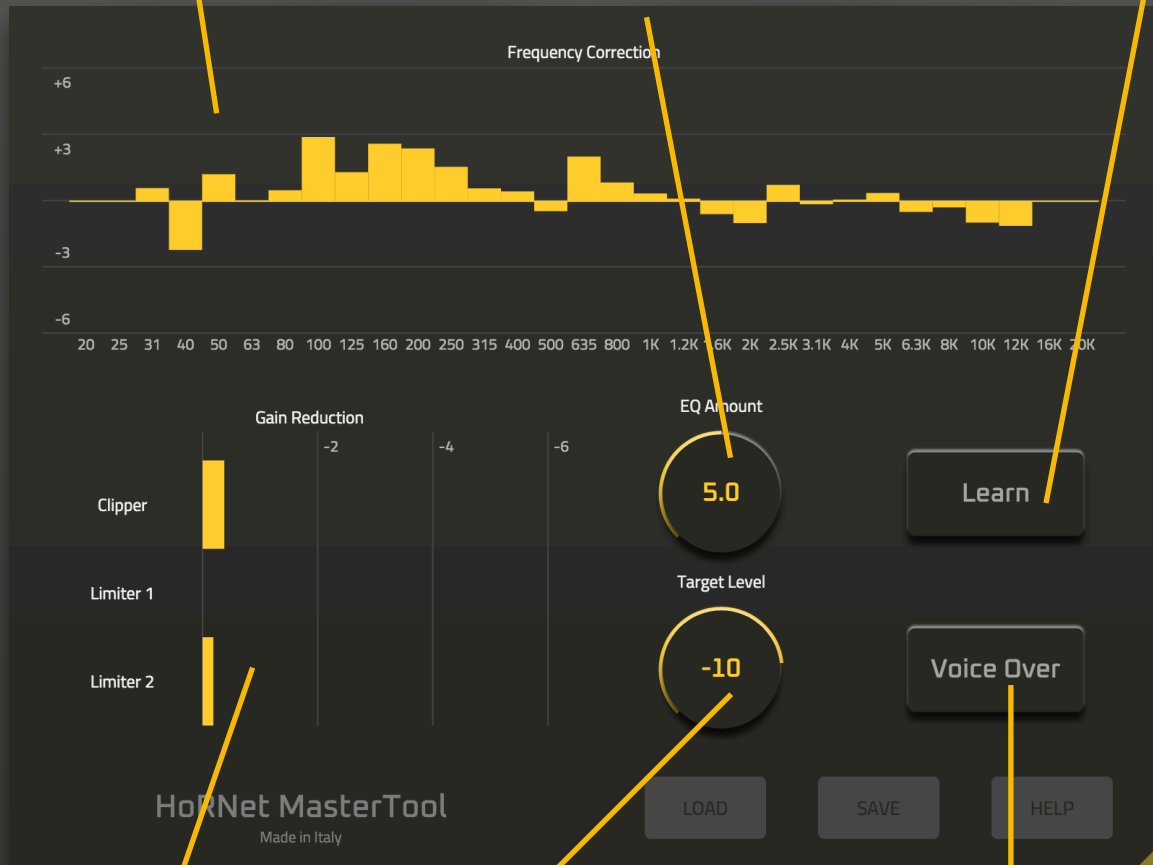 Frequency Correction
+6
+3
-3
-6
20 25 31 40 50 63 80 100 125 160 200 250 315 400 500 635 800 1K 1.2K 1.6K 2K 2.5K 3.1K 4K 5K 6.3K 8K 10K 12K 16K 20K
Gain Reduction
-2 -4 -6
Clipper
Limiter 1
Limiter 2
EQ Amount
5.0
Learn
Target Level
-10
Voice Over
HoRNet MasterTool
Made in Italy
LOAD SAVE HELP